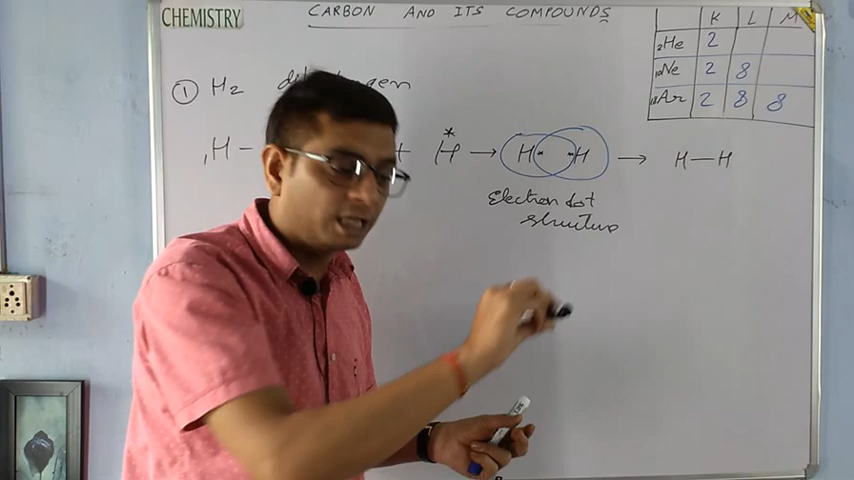 CHEMISTRY
CARBON AND ITS COMPOUNDS
K L M
₂He 2
₁₀Ne 2 8
₁₈Ar 2 8 8
① H₂
₁H – + H* → H· ·H → H—H
Electron dot
structure